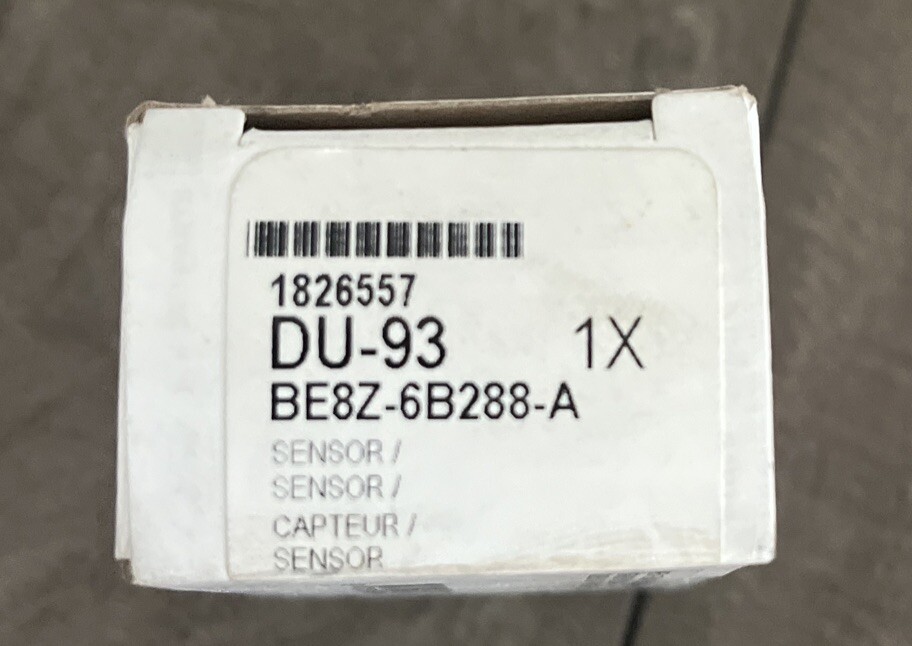 1826557
DU-93 1X
BE8Z-6B288-A
SENSOR /
SENSOR /
CAPTEUR /
SENSOR